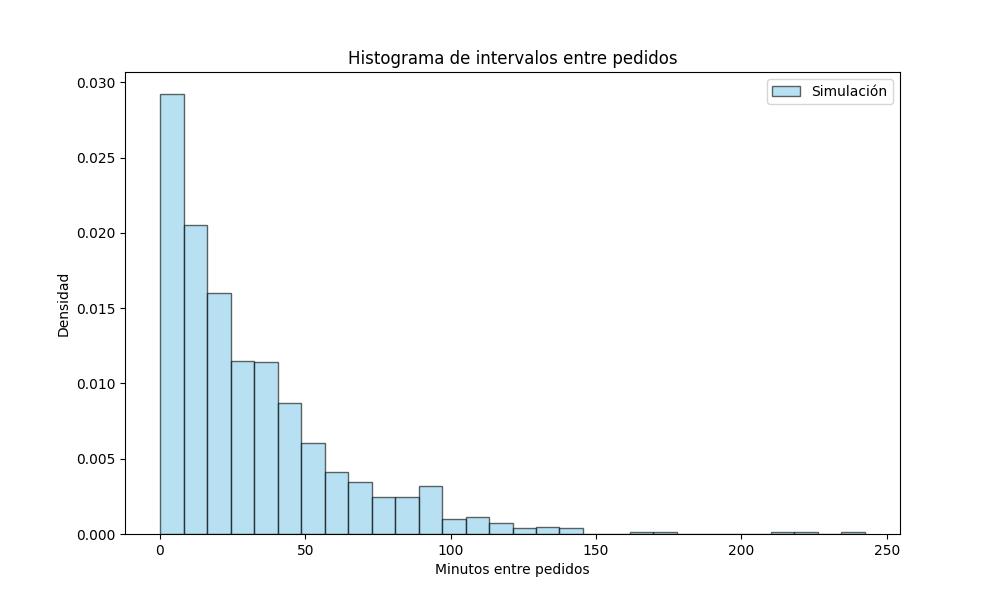 Histograma de intervalos entre pedidos
Simulación
0.030
0.025
0.020
0.015
0.010
0.005
0.000
Densidad
0 50 100 150 200 250
Minutos entre pedidos